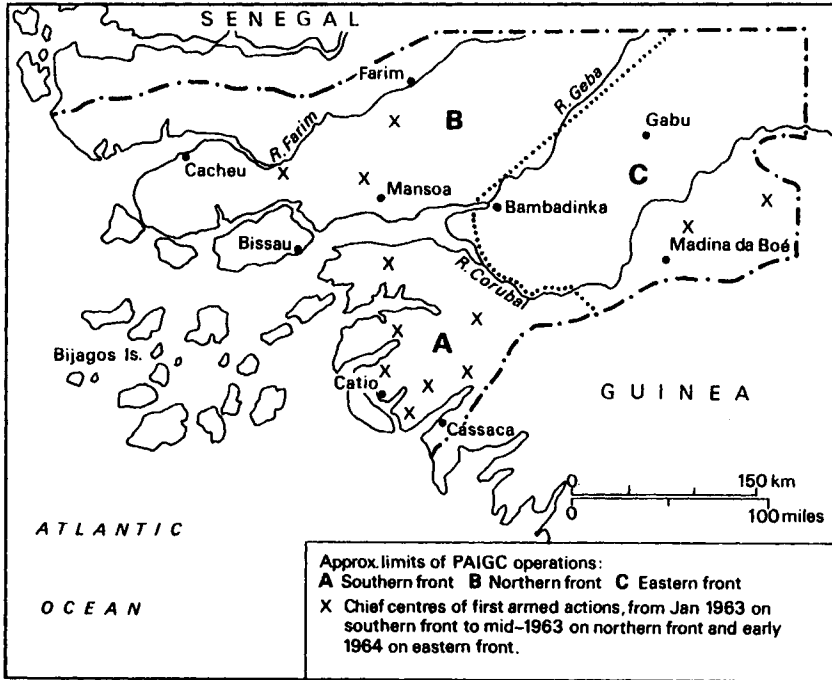 SENEGAL
Farim
R. Farim
B
R. Geba
Gabu
C
Cacheu
Mansoa
Bambadinka
Bissau
Madina da Boé
R. Corubal
A
Bijagos Is.
Catio
GUINEA
Cassaca
0 150 km
0 100 miles
ATLANTIC
OCEAN
Approx. limits of PAIGC operations:
A Southern front B Northern front C Eastern front
X Chief centres of first armed actions, from Jan 1963 on
southern front to mid-1963 on northern front and early
1964 on eastern front.